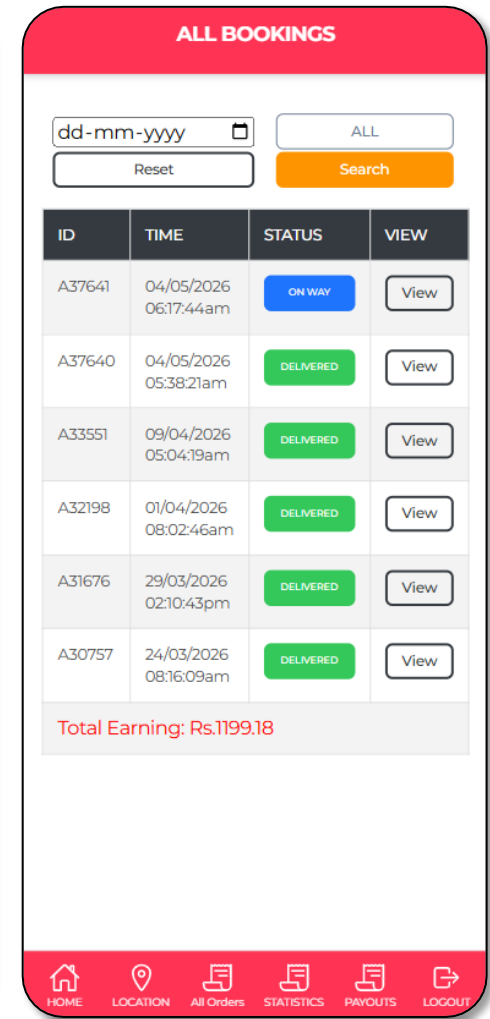 ALL BOOKINGS
dd-mm-yyyy ALL
Reset Search
ID TIME STATUS VIEW
A37641 04/05/2026 06:17:44am ON WAY View
A37640 04/05/2026 05:38:21am DELIVERED View
A33551 09/04/2026 05:04:19am DELIVERED View
A32198 01/04/2026 08:02:46am DELIVERED View
A31676 29/03/2026 02:10:43pm DELIVERED View
A30757 24/03/2026 08:16:09am DELIVERED View
Total Earning: Rs.1199.18
HOME LOCATION All Orders STATISTICS PAYOUTS LOGOUT